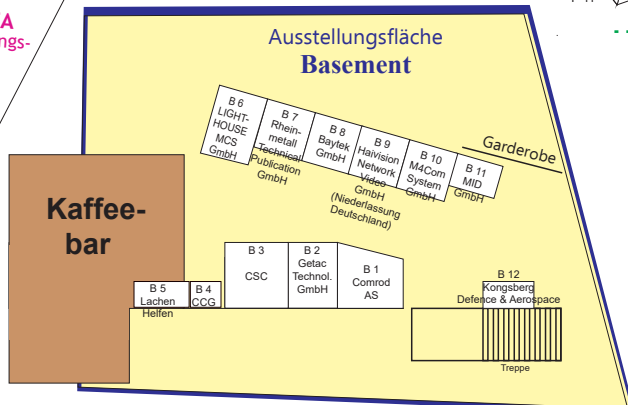 A
ngs-
Ausstellungsfläche
Basement
B 6
LIGHT-
HOUSE
MCS
GmbH
B 7
Rhein-
metall
Technical
Publication
GmbH
B 8
Baytek
GmbH
B 9
Haivision
Network
Video
GmbH
(Niederlassung
Deutschland)
B 10
M4Com
System
GmbH
B 11
MID
GmbH
Garderobe
Kaffee-
bar
B 5
Lachen
Helfen
B 4
CCG
B 3
CSC
B 2
Getac
Technol.
GmbH
B 1
Comrod
AS
B 12
Kongsberg
Defence & Aerospace
Treppe